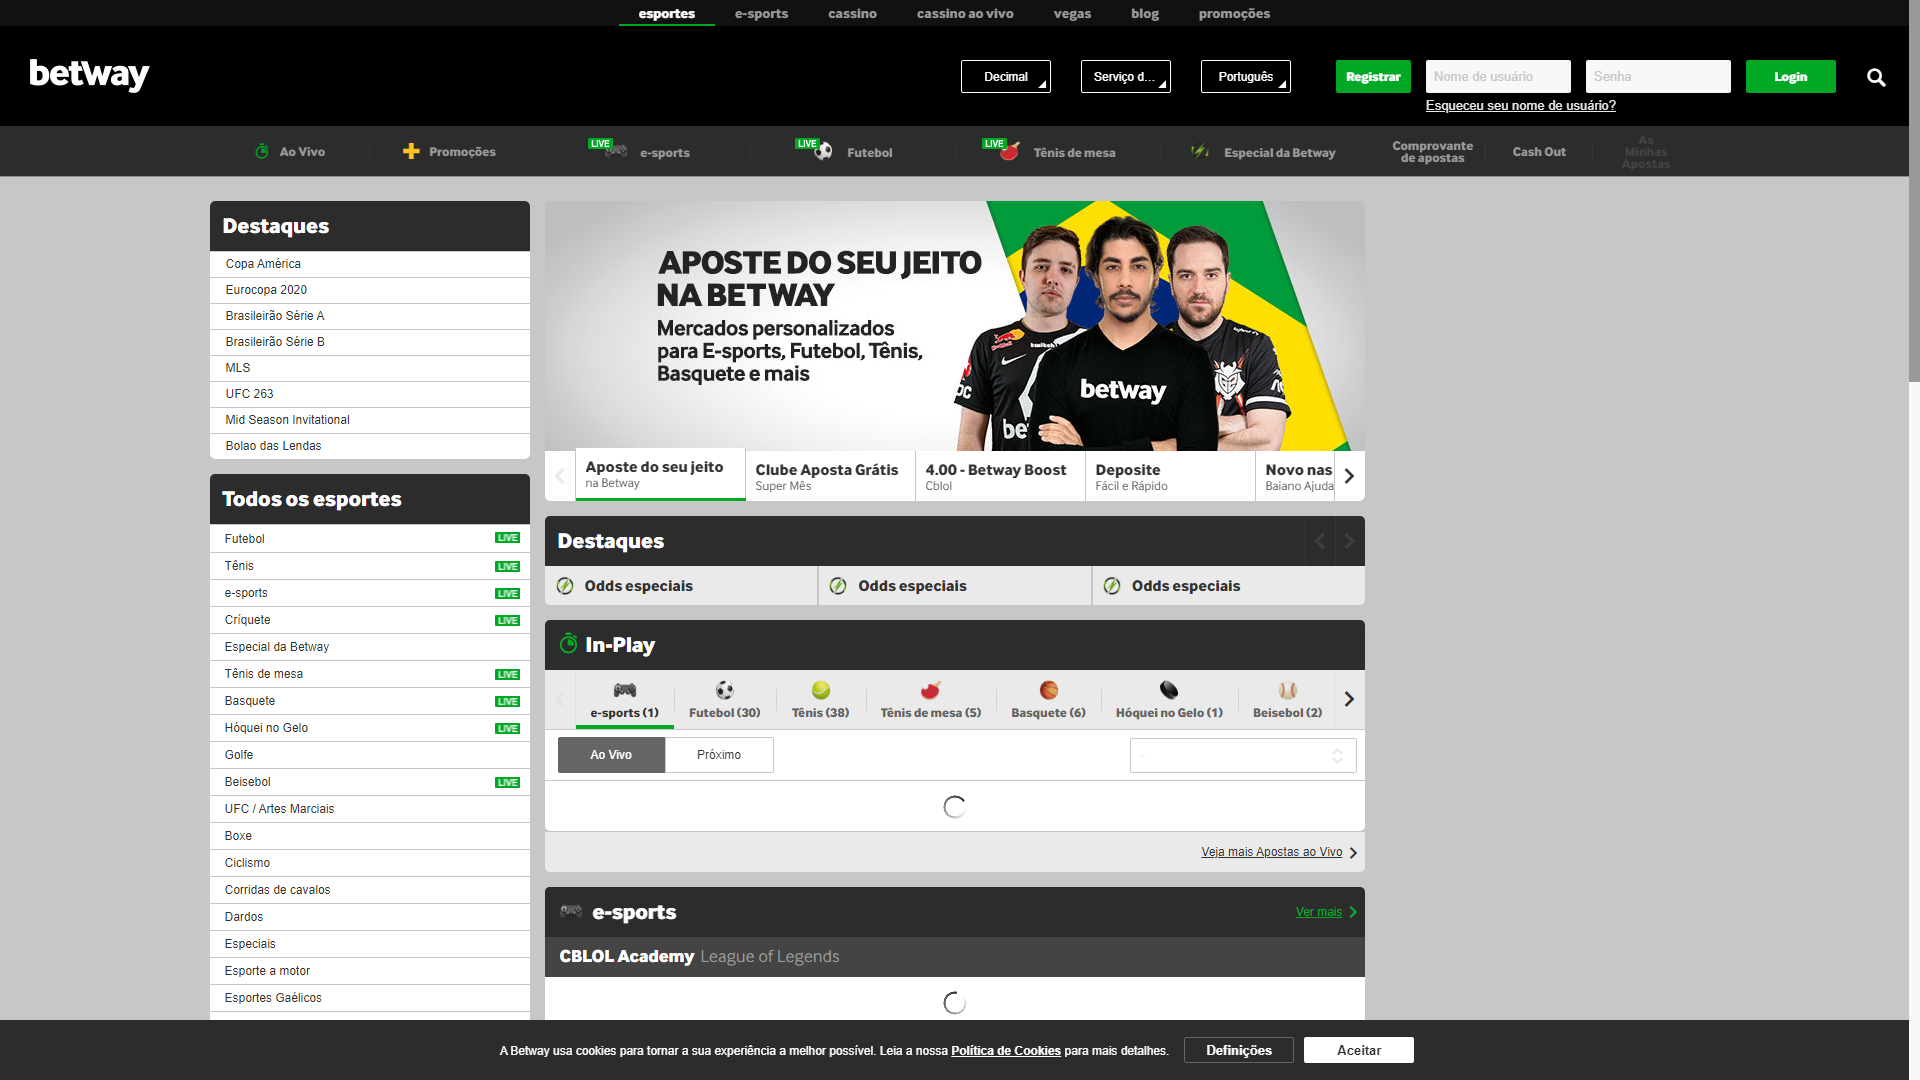 esportes e-sports cassino cassino ao vivo vegas blog promoções
betway
Decimal Serviço d... Português Registrar Nome de usuário Senha Login
Esqueceu seu nome de usuário?
Ao Vivo Promoções LIVE e-sports LIVE Futebol LIVE Tênis de mesa Especial da Betway
Comprovante
de apostas
Cash Out
As
Minhas
Apostas
Destaques
Copa América
Eurocopa 2020
Brasileirão Série A
Brasileirão Série B
MLS
UFC 263
Mid Season Invitational
Bolao das Lendas
Todos os esportes
Futebol LIVE
Tênis LIVE
e-sports LIVE
Críquete LIVE
Especial da Betway
Tênis de mesa LIVE
Basquete LIVE
Hóquei no Gelo LIVE
Golfe
Beisebol LIVE
UFC / Artes Marciais
Boxe
Ciclismo
Corridas de cavalos
Dardos
Especiais
Esporte a motor
Esportes Gaélicos
APOSTE DO SEU JEITO
NA BETWAY
Mercados personalizados
para E-sports, Futebol, Tênis,
Basquete e mais
Red Bull
twitch
betway
be
Aposte do seu jeito
na Betway
Clube Aposta Grátis
Super Mês
4.00 - Betway Boost
Cblol
Deposite
Fácil e Rápido
Novo nas
Baiano Ajuda
Destaques
Odds especiais Odds especiais Odds especiais
In-Play
e-sports (1) Futebol (30) Tênis (38) Tênis de mesa (5) Basquete (6) Hóquei no Gelo (1) Beisebol (2)
Ao Vivo Próximo
Veja mais Apostas ao Vivo
e-sports Ver mais
CBLOL Academy League of Legends
A Betway usa cookies para tornar a sua experiência a melhor possível. Leia a nossa Política de Cookies para mais detalhes. Definições Aceitar